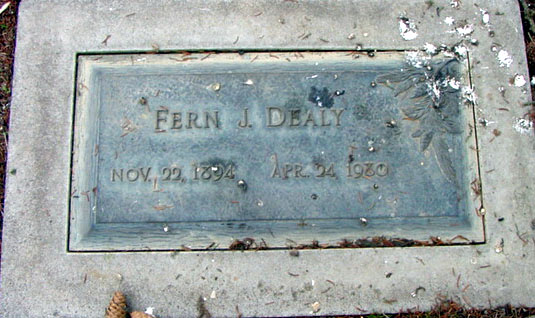 FERN J. DEALY
NOV. 22, 1894 APR. 24, 1980